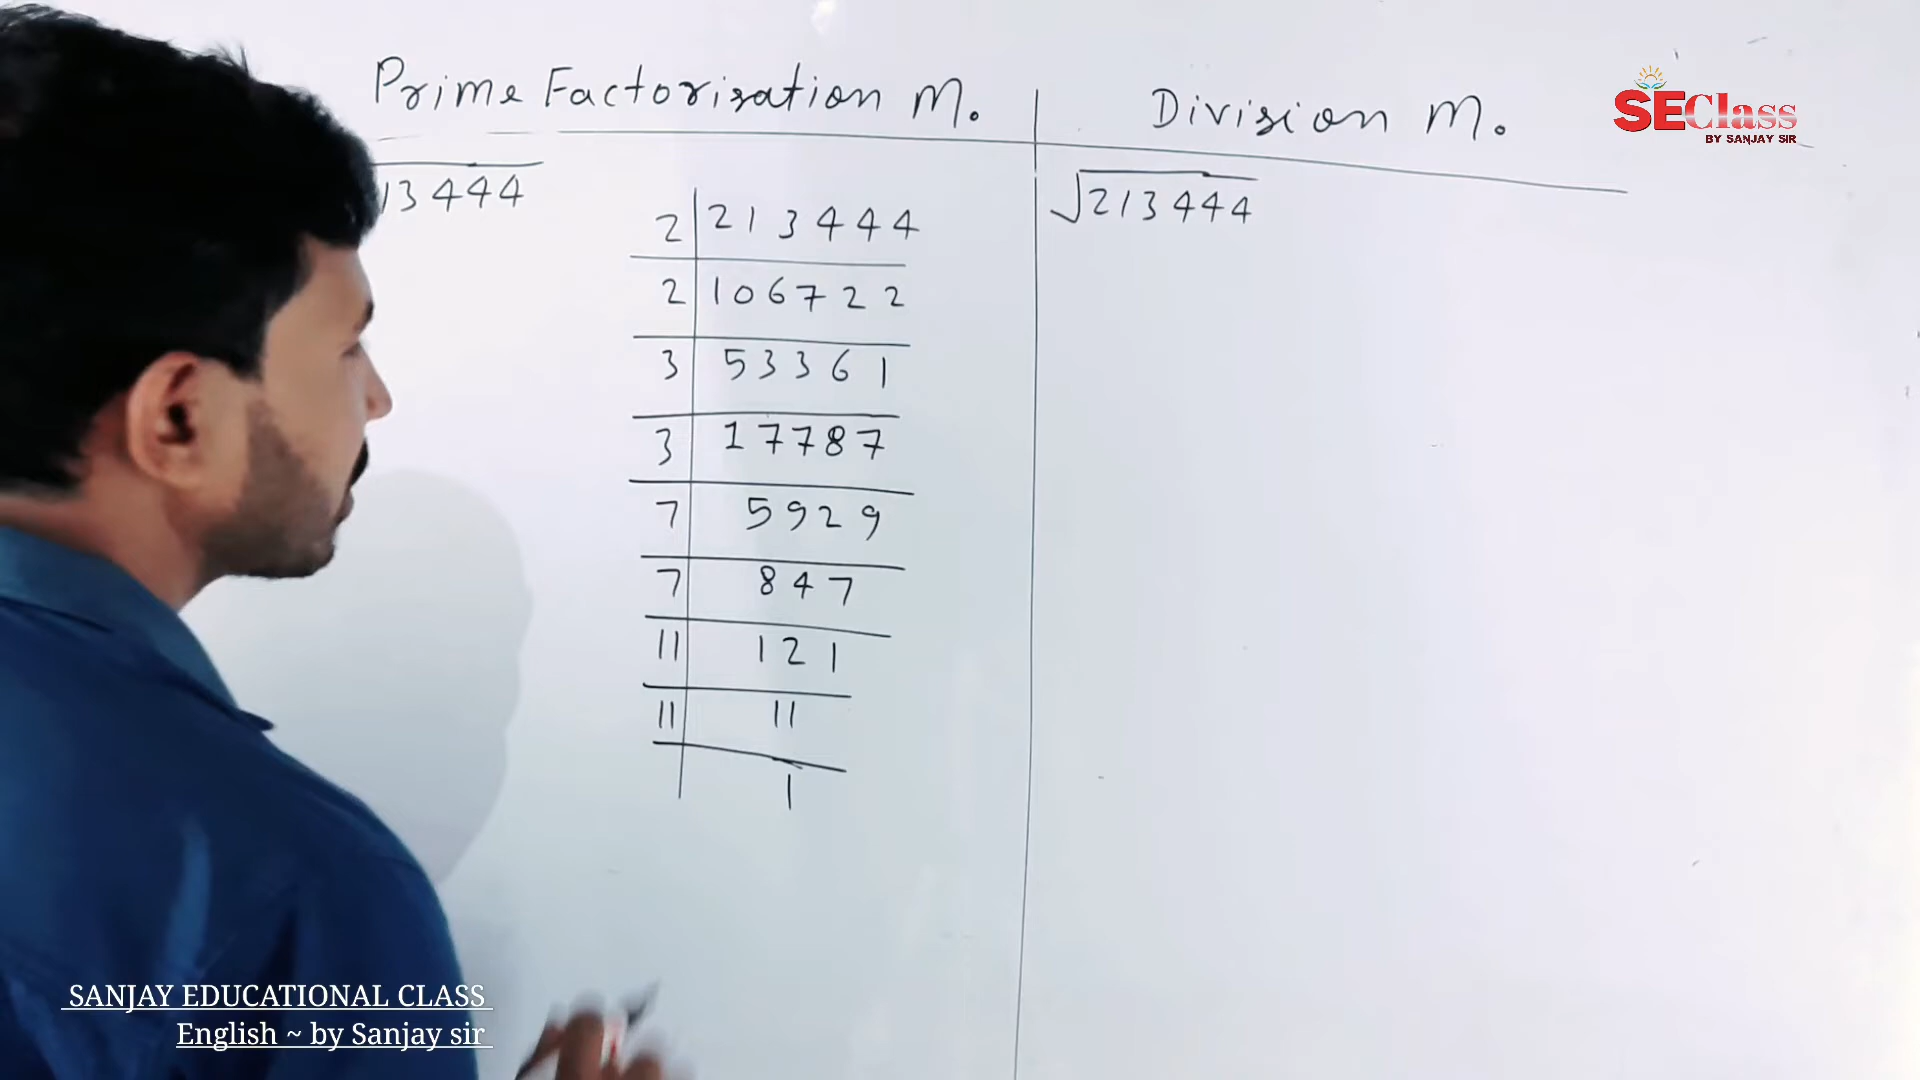 Prime Factorisation M.
Division M.
SEClass
BY SANJAY SIR
13444
√213444
2 | 213444
2 | 106722
3 | 53361
3 | 17787
7 | 5929
7 | 847
11 | 121
11 | 11
1
SANJAY EDUCATIONAL CLASS
English ~ by Sanjay sir